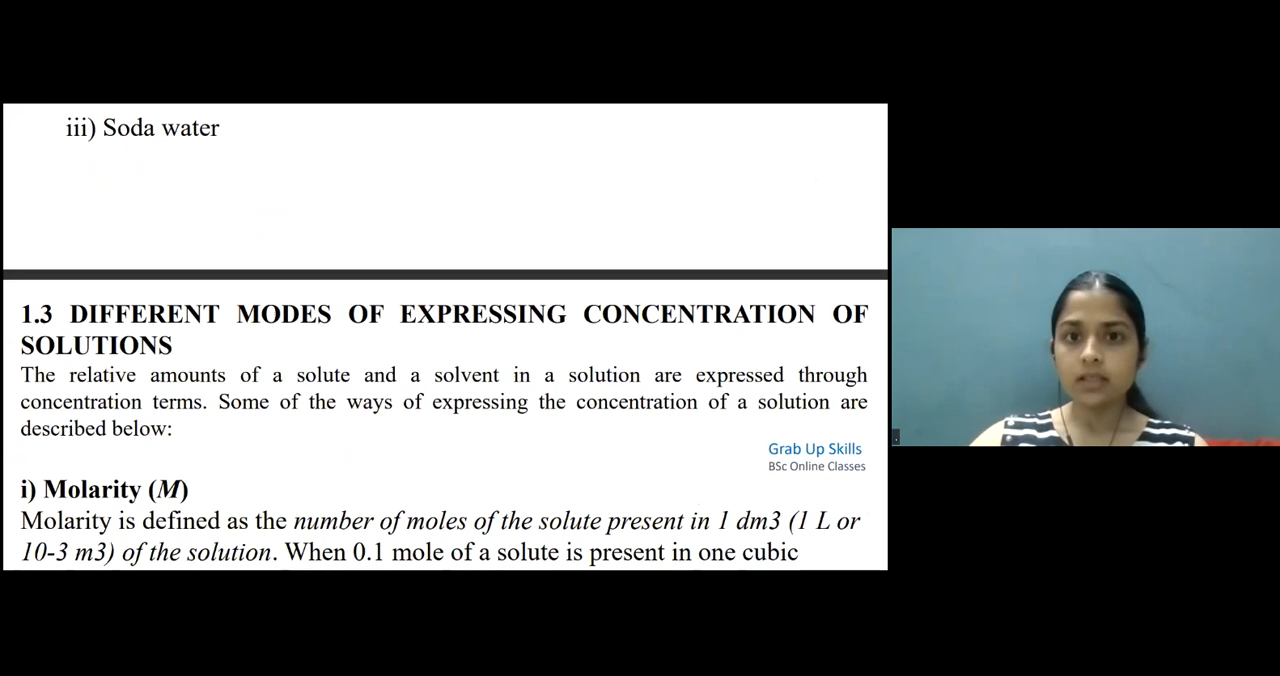 iii) Soda water
1.3 DIFFERENT MODES OF EXPRESSING CONCENTRATION OF
SOLUTIONS
The relative amounts of a solute and a solvent in a solution are expressed through
concentration terms. Some of the ways of expressing the concentration of a solution are
described below:
Grab Up Skills
BSc Online Classes
i) Molarity (M)
Molarity is defined as the number of moles of the solute present in 1 dm3 (1 L or
10-3 m3) of the solution. When 0.1 mole of a solute is present in one cubic